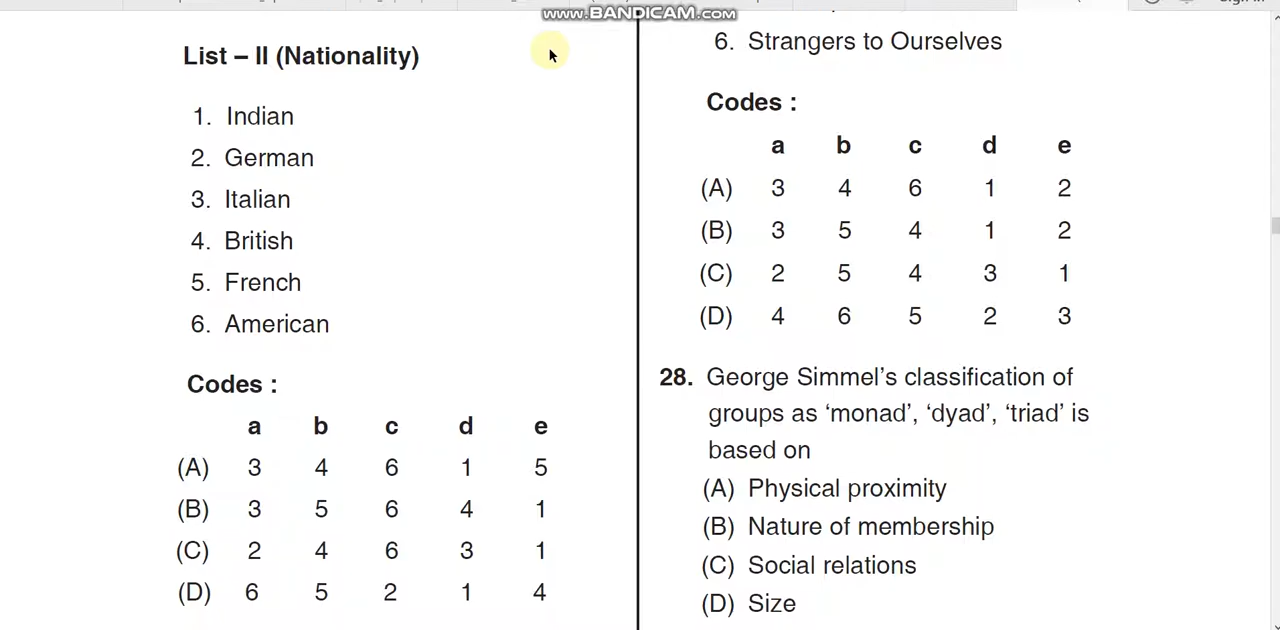 www.BANDICAM.com
List – II (Nationality)
1. Indian
2. German
3. Italian
4. British
5. French
6. American
Codes :
a b c d e
(A) 3 4 6 1 5
(B) 3 5 6 4 1
(C) 2 4 6 3 1
(D) 6 5 2 1 4
6. Strangers to Ourselves
Codes :
a b c d e
(A) 3 4 6 1 2
(B) 3 5 4 1 2
(C) 2 5 4 3 1
(D) 4 6 5 2 3
28. George Simmel’s classification of
groups as ‘monad’, ‘dyad’, ‘triad’ is
based on
(A) Physical proximity
(B) Nature of membership
(C) Social relations
(D) Size